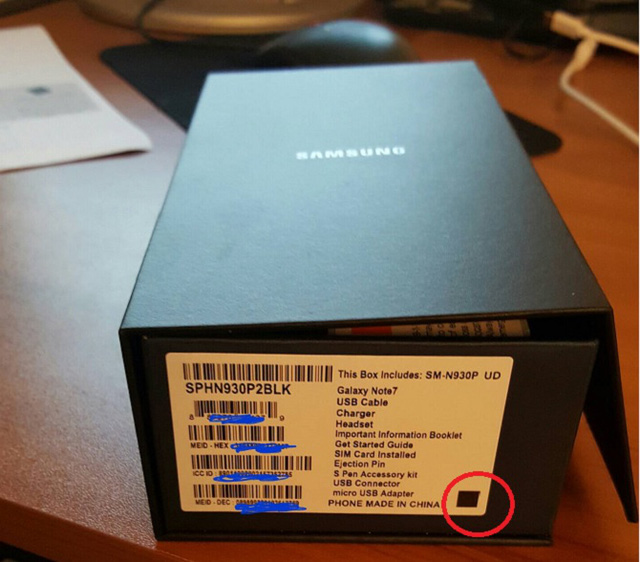 SAMSUNG
SPHN930P2BLK
8 9
MEID - HEX
ICC ID -
MEID - DEC -
This Box Includes: SM-N930P UD
Galaxy Note7
USB Cable
Charger
Headset
Important Information Booklet
Get Started Guide
SIM Card Installed
Ejection Pin
S Pen Accessory kit
USB Connector
micro USB Adapter
PHONE MADE IN CHINA